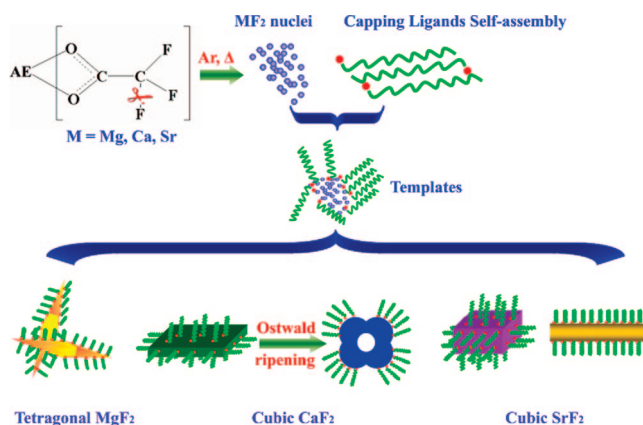 MF2 nuclei
Capping Ligands Self-assembly
O
F
AE
C
C
Ar, Δ
F
O
F
M = Mg, Ca, Sr
Templates
Ostwald
ripening
Tetragonal MgF2
Cubic CaF2
Cubic SrF2